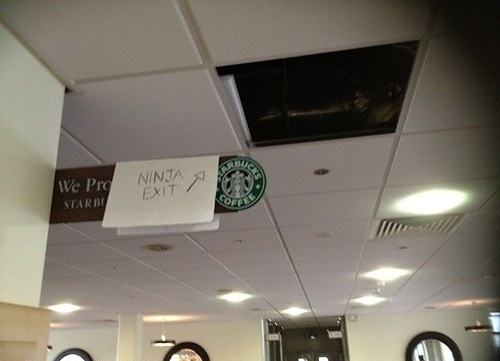 We Pro
STARBU
NINJA
EXIT
STARBUCKS
COFFEE